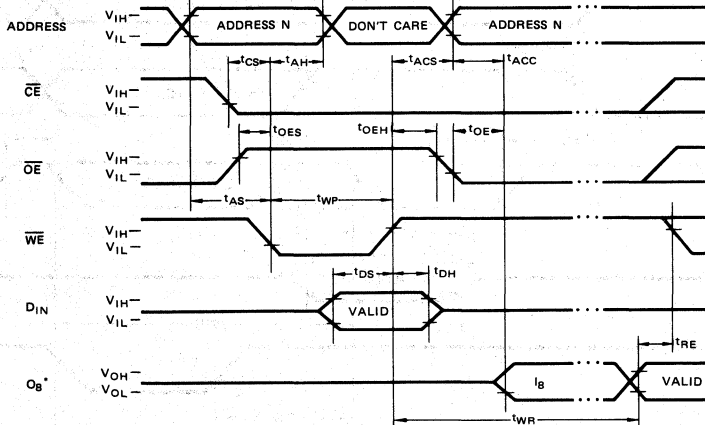 ADDRESS VIH VIL ADDRESS N DON'T CARE ADDRESS N
tCS tAH tACS tACC
CE VIH VIL
tOES tOEH tOE
OE VIH VIL
tAS tWP
WE VIH VIL
tDS tDH
DIN VIH VIL VALID
tRE
OB* VOH VOL I8 VALID
tWR